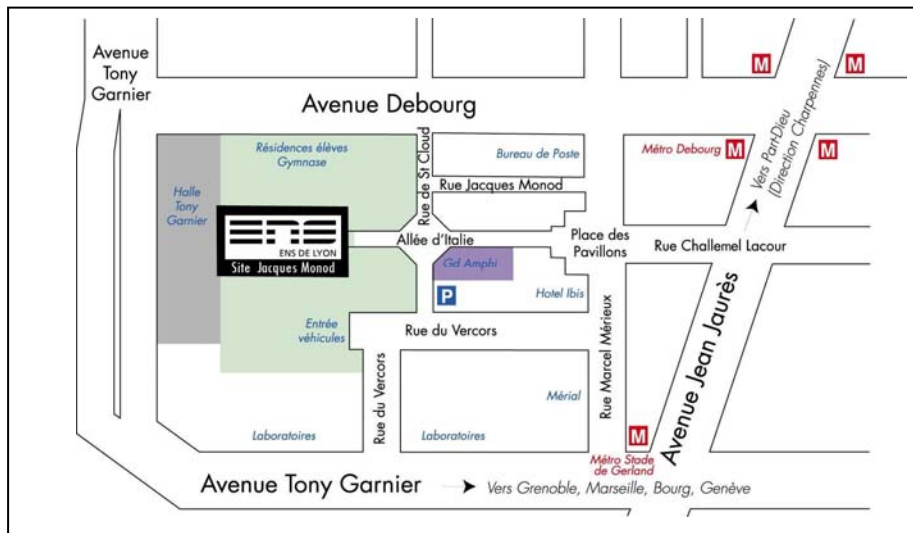 Avenue
Tony
Garnier
M
M
Avenue Debourg
Vers Part-Dieu
(Direction Charpennes)
Résidences élèves
Gymnase
Rue de St Cloud
Bureau de Poste
Métro Debourg
M
M
Rue Jacques Monod
Halle
Tony
Garnier
ENS
ENS DE LYON
Site Jacques Monod
Allée d'Italie
Place des
Pavillons
Rue Challemel Lacour
Gd Amphi
P
Hotel Ibis
Entrée
véhicules
Rue du Vercors
Rue Marcel Mérieux
Avenue Jean Jaurès
Rue du Vercors
Mérial
Laboratoires
Laboratoires
M
Métro Stade
de Gerland
Avenue Tony Garnier
Vers Grenoble, Marseille, Bourg, Genève